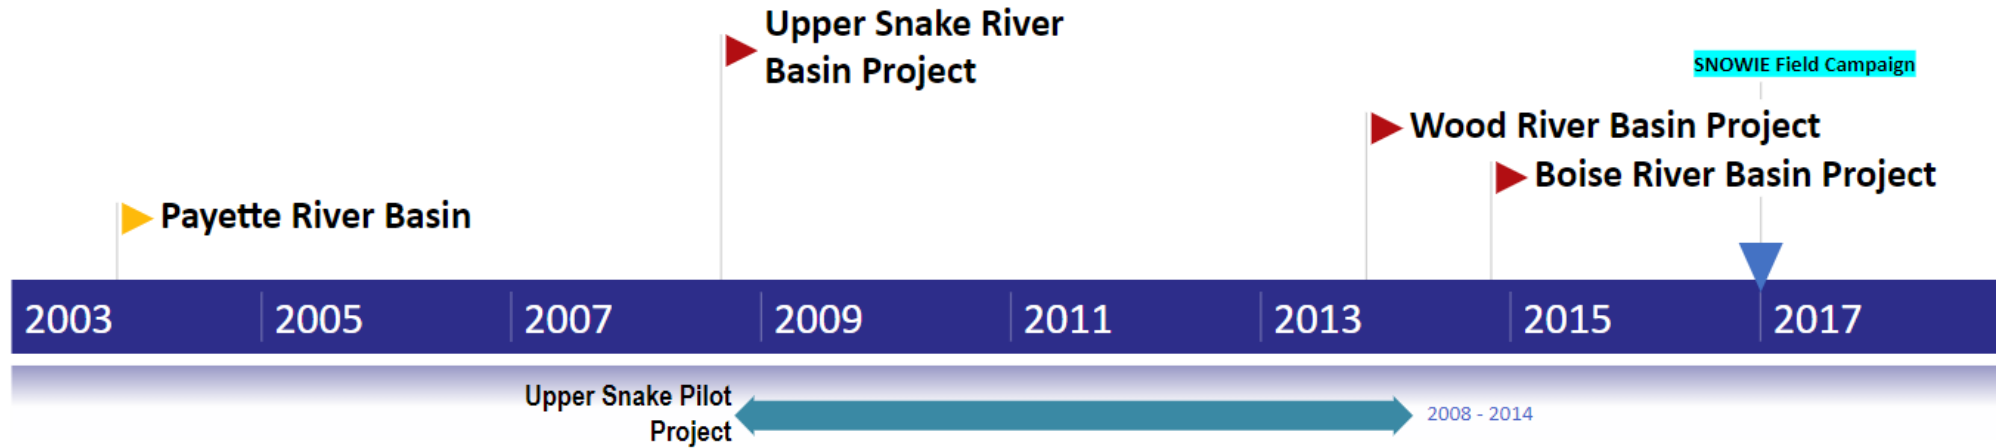 Upper Snake River
Basin Project
SNOWIE Field Campaign
Wood River Basin Project
Boise River Basin Project
Payette River Basin
2003 2005 2007 2009 2011 2013 2015 2017
Upper Snake Pilot
Project
2008 - 2014